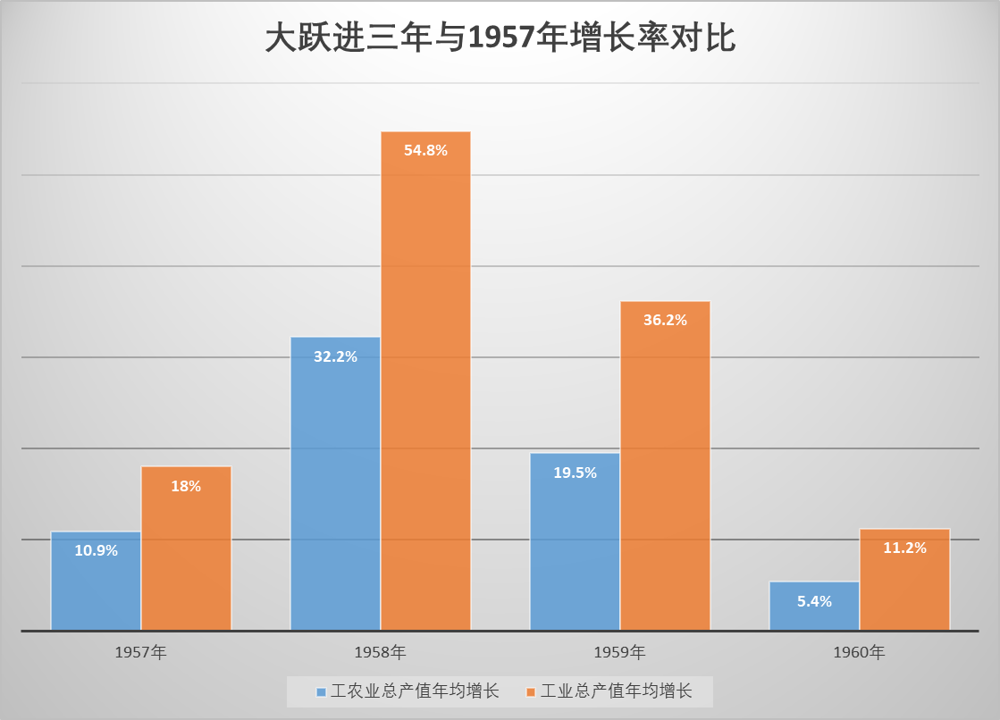 大跃进三年与1957年增长率对比
54.8%
36.2%
32.2%
19.5%
18%
11.2%
10.9%
5.4%
1957年 1958年 1959年 1960年
工农业总产值年均增长 工业总产值年均增长